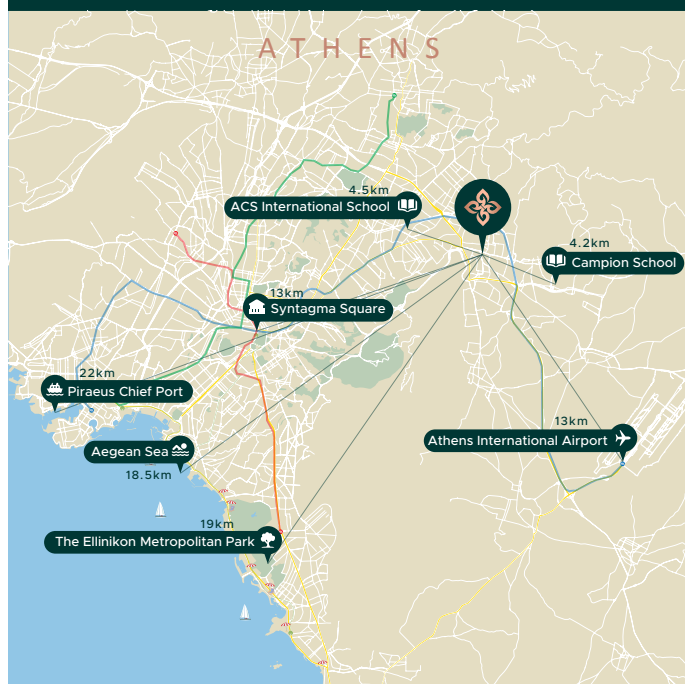 ATHENS
4.5km
ACS International School
4.2km
Campion School
13km
Syntagma Square
22km
Piraeus Chief Port
13km
Athens International Airport
Aegean Sea
18.5km
19km
The Ellinikon Metropolitan Park